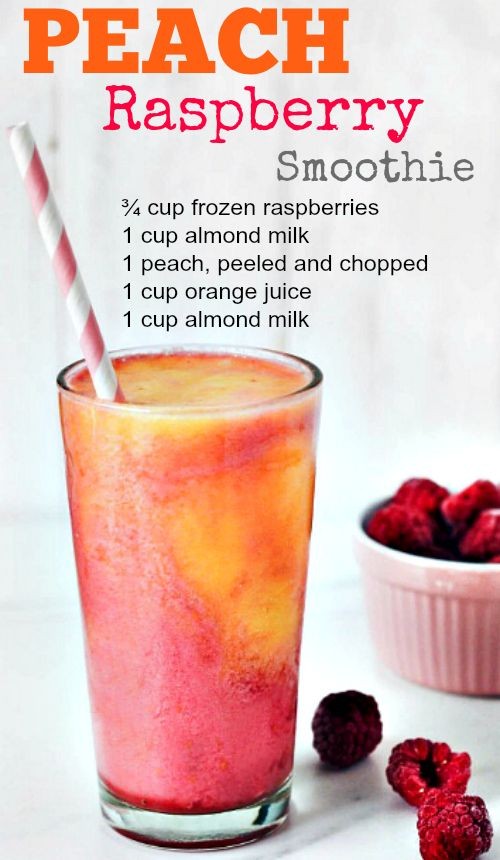 PEACH
Raspberry
Smoothie
¾ cup frozen raspberries
1 cup almond milk
1 peach, peeled and chopped
1 cup orange juice
1 cup almond milk